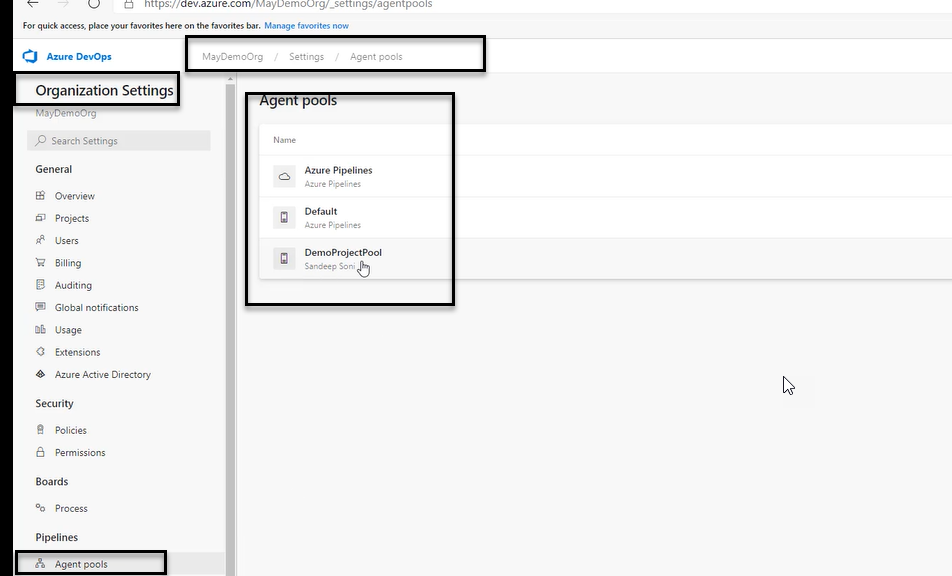 https://dev.azure.com/MayDemoOrg/_settings/agentpools
For quick access, place your favorites here on the favorites bar. Manage favorites now
Azure DevOps
MayDemoOrg / Settings / Agent pools
Organization Settings
MayDemoOrg
Search Settings
General
Overview
Projects
Users
Billing
Auditing
Global notifications
Usage
Extensions
Azure Active Directory
Security
Policies
Permissions
Boards
Process
Pipelines
Agent pools
Agent pools
Name
Azure Pipelines
Azure Pipelines
Default
Azure Pipelines
DemoProjectPool
Sandeep Soni